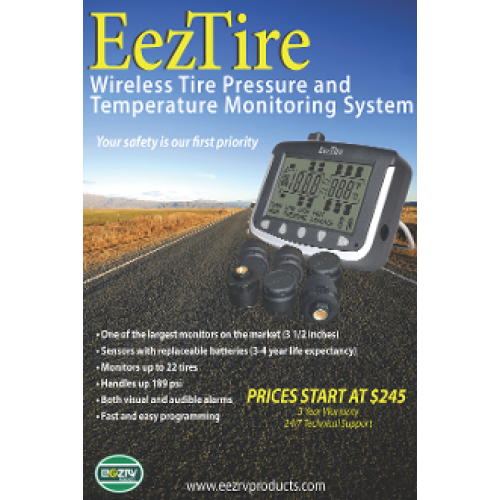 EezTire
Wireless Tire Pressure and
Temperature Monitoring System
Your safety is our first priority
EezTire
• One of the largest monitors on the market (3 1/2 inches)
• Sensors with replaceable batteries (3-4 year life expectancy)
• Monitors up to 22 tires
• Handles up 189 psi
• Both visual and audible alarms
• Fast and easy programming
PRICES START AT $245
3 Year Warranty
24/7 Technical Support
EEZRV
www.eezrvproducts.com